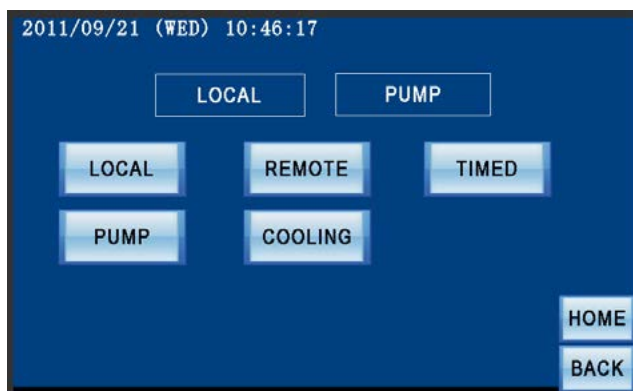 2011/09/21 (WED) 10:46:17
LOCAL PUMP
LOCAL REMOTE TIMED
PUMP COOLING
HOME
BACK